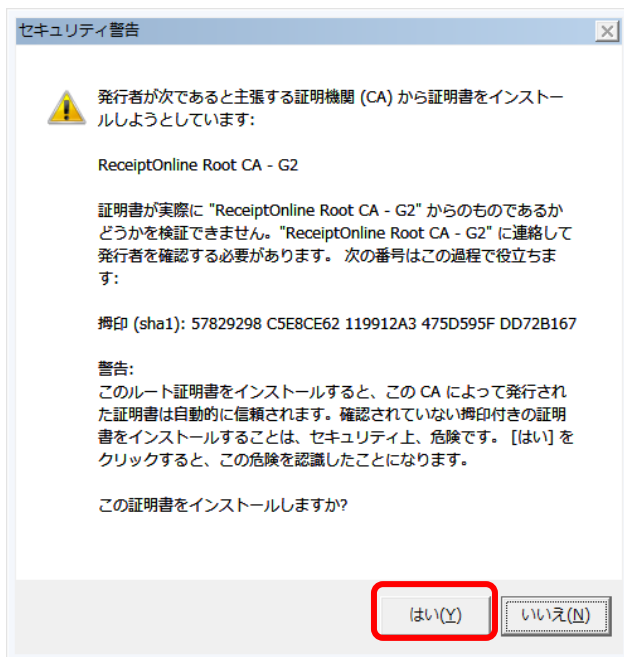 セキュリティ警告
発行者が次であると主張する証明機関 (CA) から証明書をインストー
ルしようとしています:
ReceiptOnline Root CA - G2
証明書が実際に "ReceiptOnline Root CA - G2" からのものであるか
どうかを検証できません。"ReceiptOnline Root CA - G2" に連絡して
発行者を確認する必要があります。 次の番号はこの過程で役立ちま
す:
拇印 (sha1): 57829298 C5E8CE62 119912A3 475D595F DD72B167
警告:
このルート証明書をインストールすると、この CA によって発行され
た証明書は自動的に信頼されます。確認されていない拇印付きの証明
書をインストールすることは、セキュリティ上、危険です。 [はい] を
クリックすると、この危険を認識したことになります。
この証明書をインストールしますか?
はい(Y) いいえ(N)